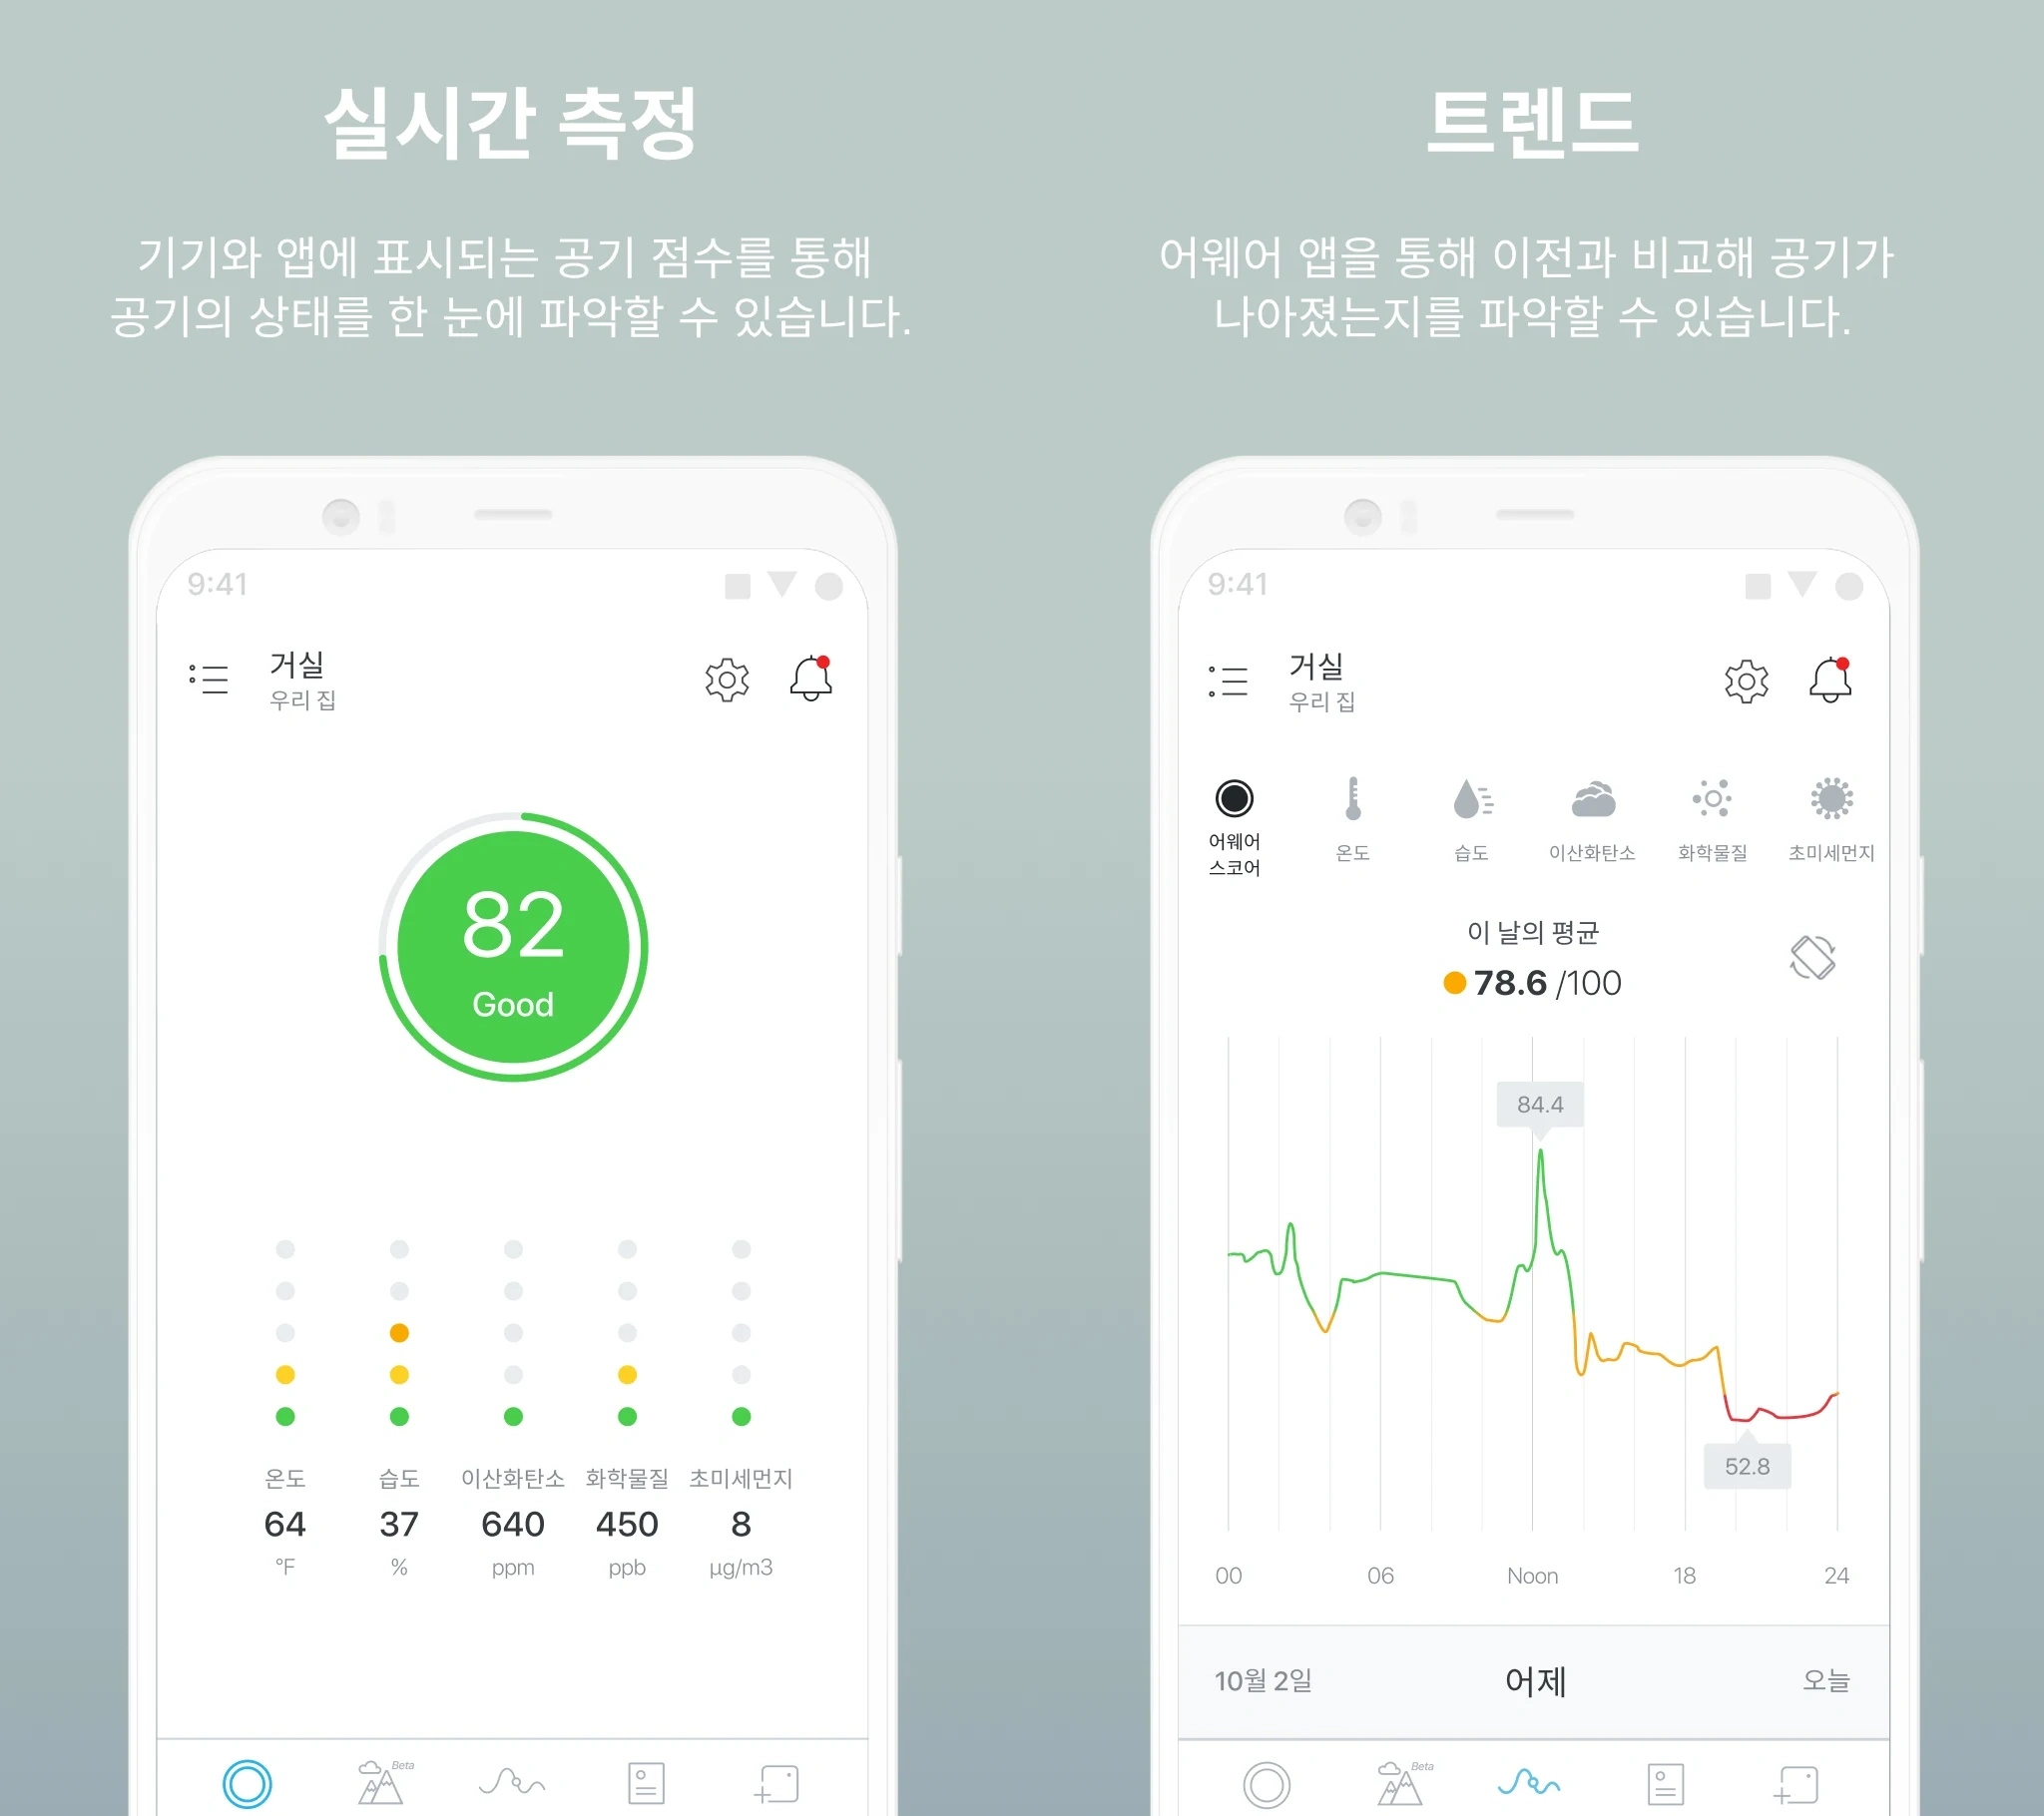 실시간 측정
기기와 앱에 표시되는 공기 점수를 통해
공기의 상태를 한 눈에 파악할 수 있습니다.
9:41
거실
우리 집
82
Good
온도 습도 이산화탄소 화학물질 초미세먼지
64 37 640 450 8
°F % ppm ppb µg/m3
Beta
트렌드
어웨어 앱을 통해 이전과 비교해 공기가
나아졌는지를 파악할 수 있습니다.
9:41
거실
우리 집
어웨어
스코어
온도 습도 이산화탄소 화학물질 초미세먼지
이 날의 평균
78.6 /100
84.4
52.8
00 06 Noon 18 24
10월 2일 어제 오늘
Beta